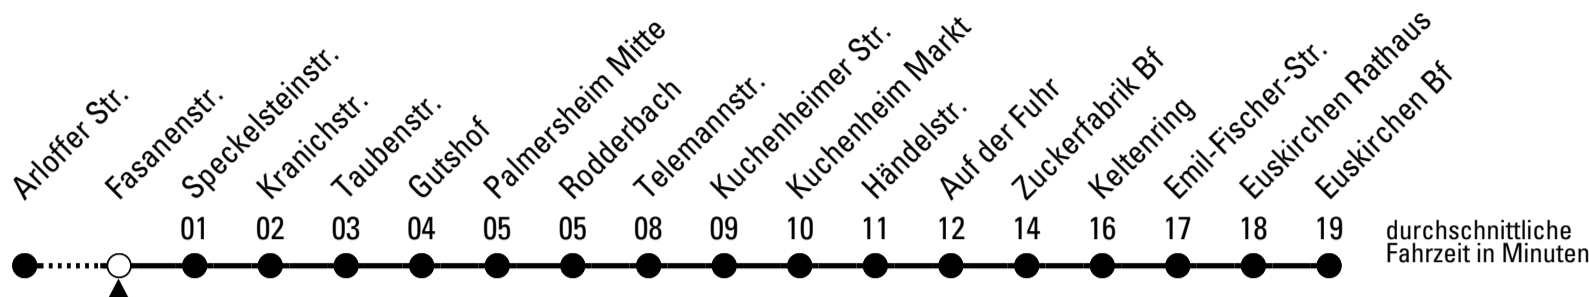 Arloffer Str.
Fasanenstr.
Speckelsteinstr.
Kranichstr.
Taubenstr.
Gutshof
Palmersheim Mitte
Rodderbach
Telemannstr.
Kuchenheimer Str.
Kuchenheim Markt
Händelstr.
Auf der Fuhr
Zuckerfabrik Bf
Keltenring
Emil-Fischer-Str.
Euskirchen Rathaus
Euskirchen Bf
01 02 03 04 05 05 08 09 10 11 12 14 16 17 18 19
durchschnittliche
Fahrzeit in Minuten